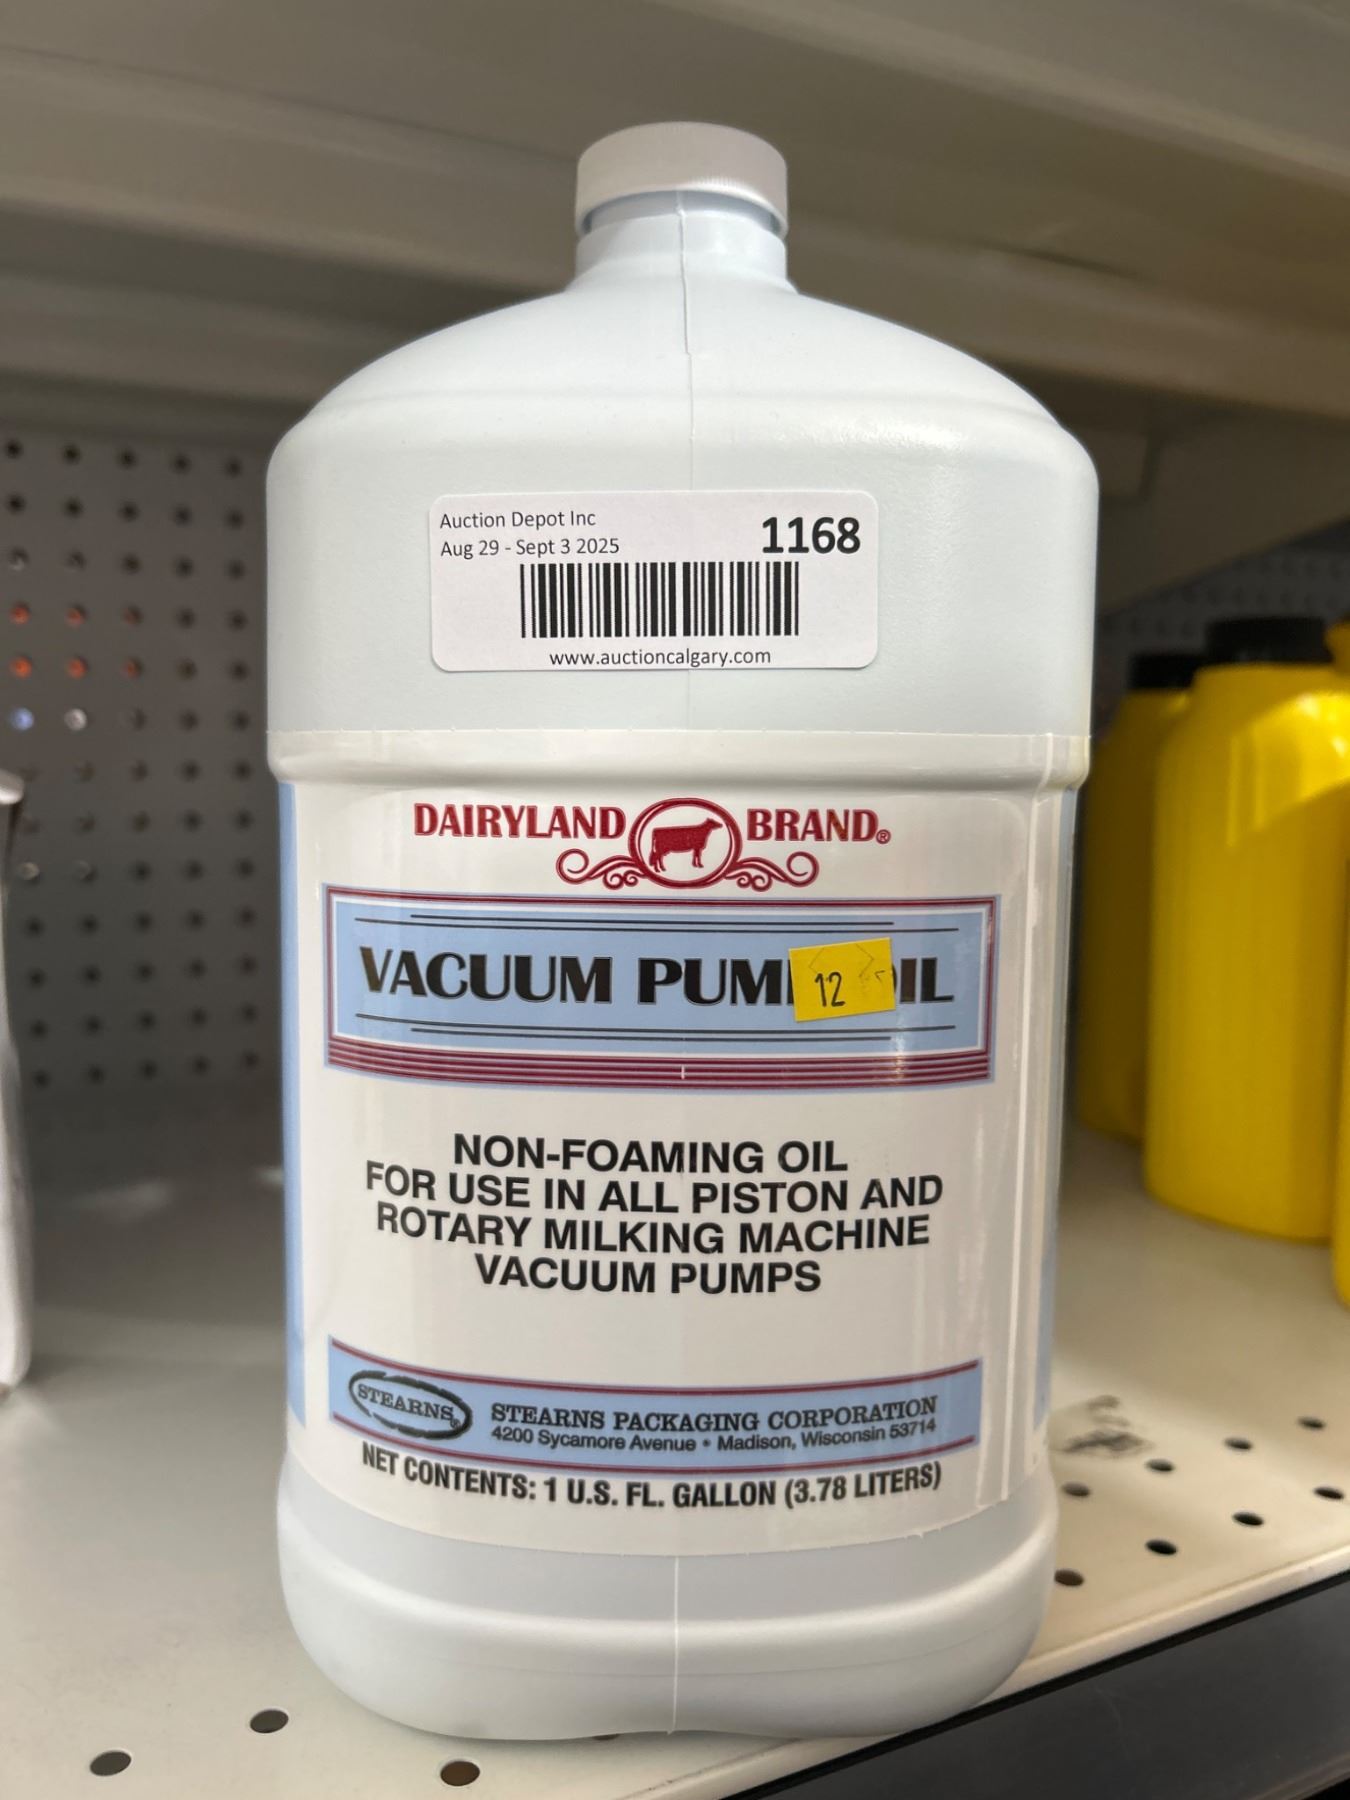 Auction Depot Inc
Aug 29 - Sept 3 2025
1168
www.auctioncalgary.com
DAIRYLAND BRAND®
VACUUM PUM OIL
12
NON-FOAMING OIL
FOR USE IN ALL PISTON AND
ROTARY MILKING MACHINE
VACUUM PUMPS
STEARNS®
STEARNS PACKAGING CORPORATION
4200 Sycamore Avenue • Madison, Wisconsin 53714
NET CONTENTS: 1 U.S. FL. GALLON (3.78 LITERS)